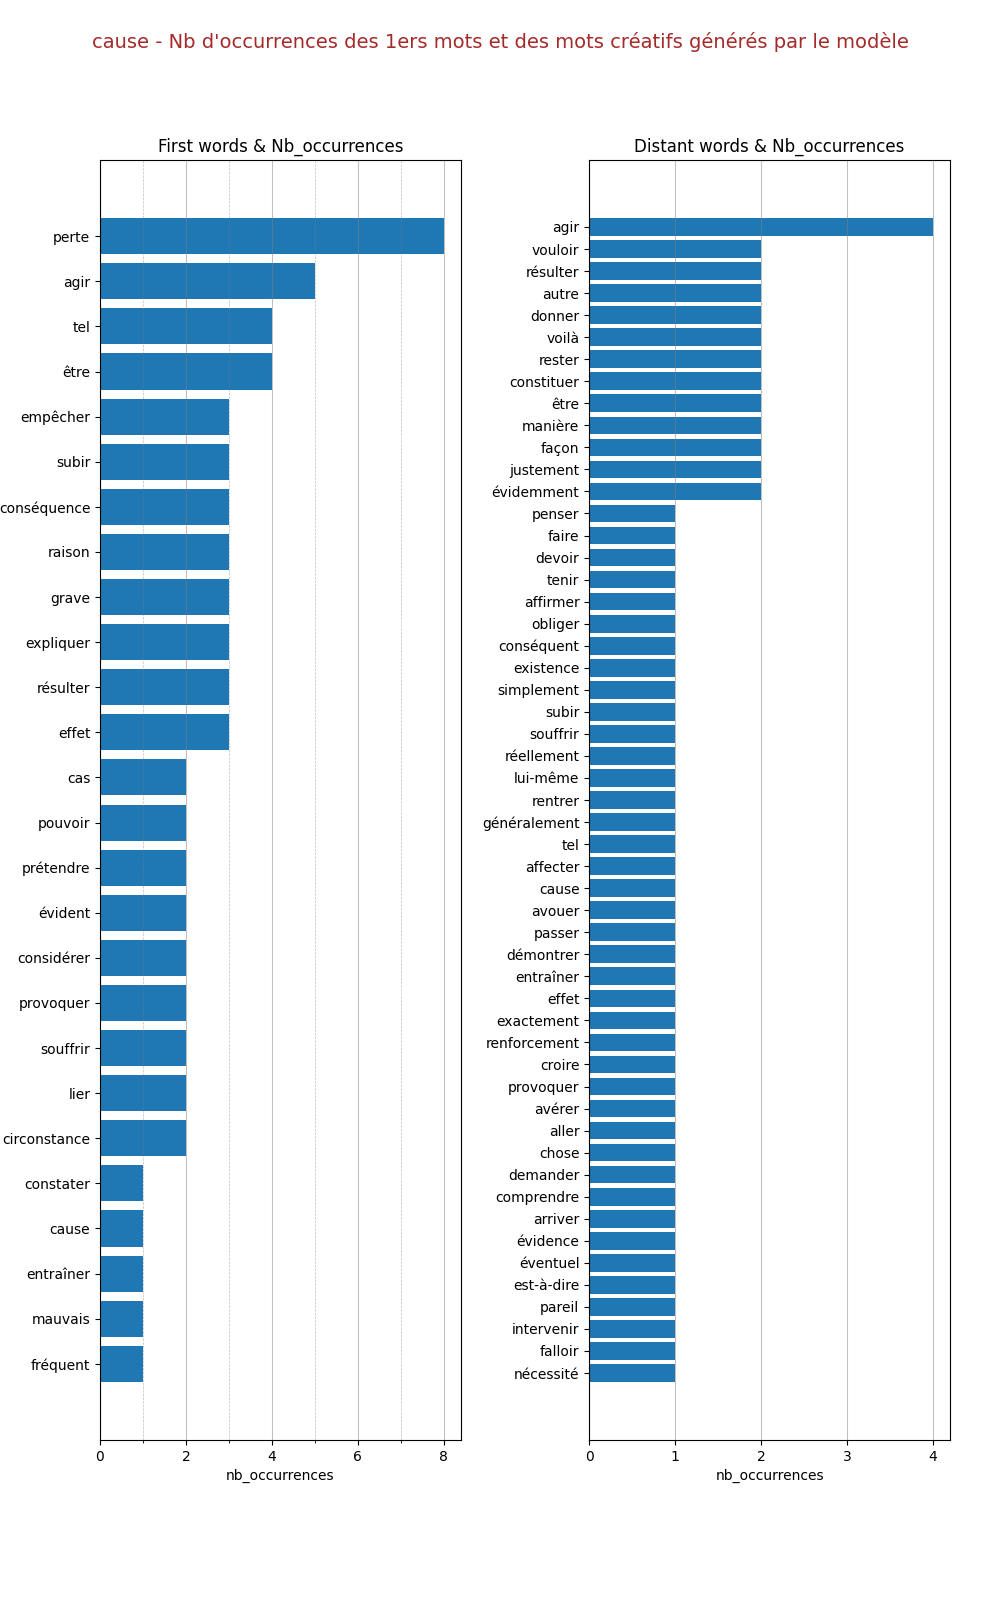 cause - Nb d'occurrences des 1ers mots et des mots créatifs générés par le modèle
First words & Nb_occurrences
perte
agir
tel
être
empêcher
subir
conséquence
raison
grave
expliquer
résulter
effet
cas
pouvoir
prétendre
évident
considérer
provoquer
souffrir
lier
circonstance
constater
cause
entraîner
mauvais
fréquent
0 2 4 6 8
nb_occurrences
Distant words & Nb_occurrences
agir
vouloir
résulter
autre
donner
voilà
rester
constituer
être
manière
façon
justement
évidemment
penser
faire
devoir
tenir
affirmer
obliger
conséquent
existence
simplement
subir
souffrir
réellement
lui-même
rentrer
généralement
tel
affecter
cause
avouer
passer
démontrer
entraîner
effet
exactement
renforcement
croire
provoquer
avérer
aller
chose
demander
comprendre
arriver
évidence
éventuel
est-à-dire
pareil
intervenir
falloir
nécessité
0 1 2 3 4
nb_occurrences